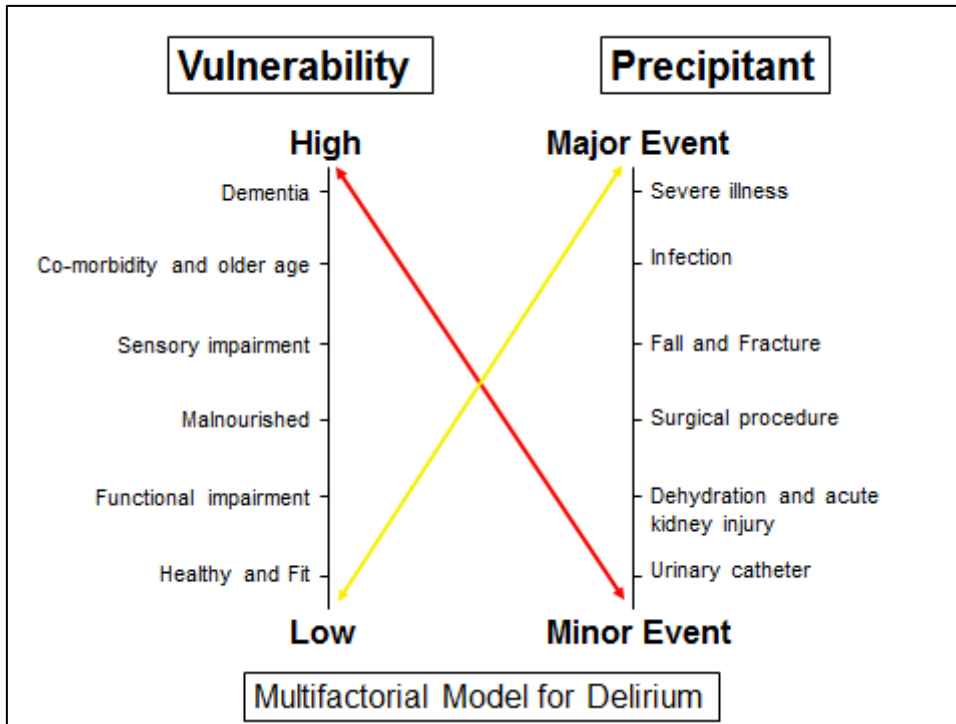 Vulnerability
Precipitant
High
Major Event
Dementia
Severe illness
Co-morbidity and older age
Infection
Sensory impairment
Fall and Fracture
Malnourished
Surgical procedure
Functional impairment
Dehydration and acute
kidney injury
Healthy and Fit
Urinary catheter
Low
Minor Event
Multifactorial Model for Delirium